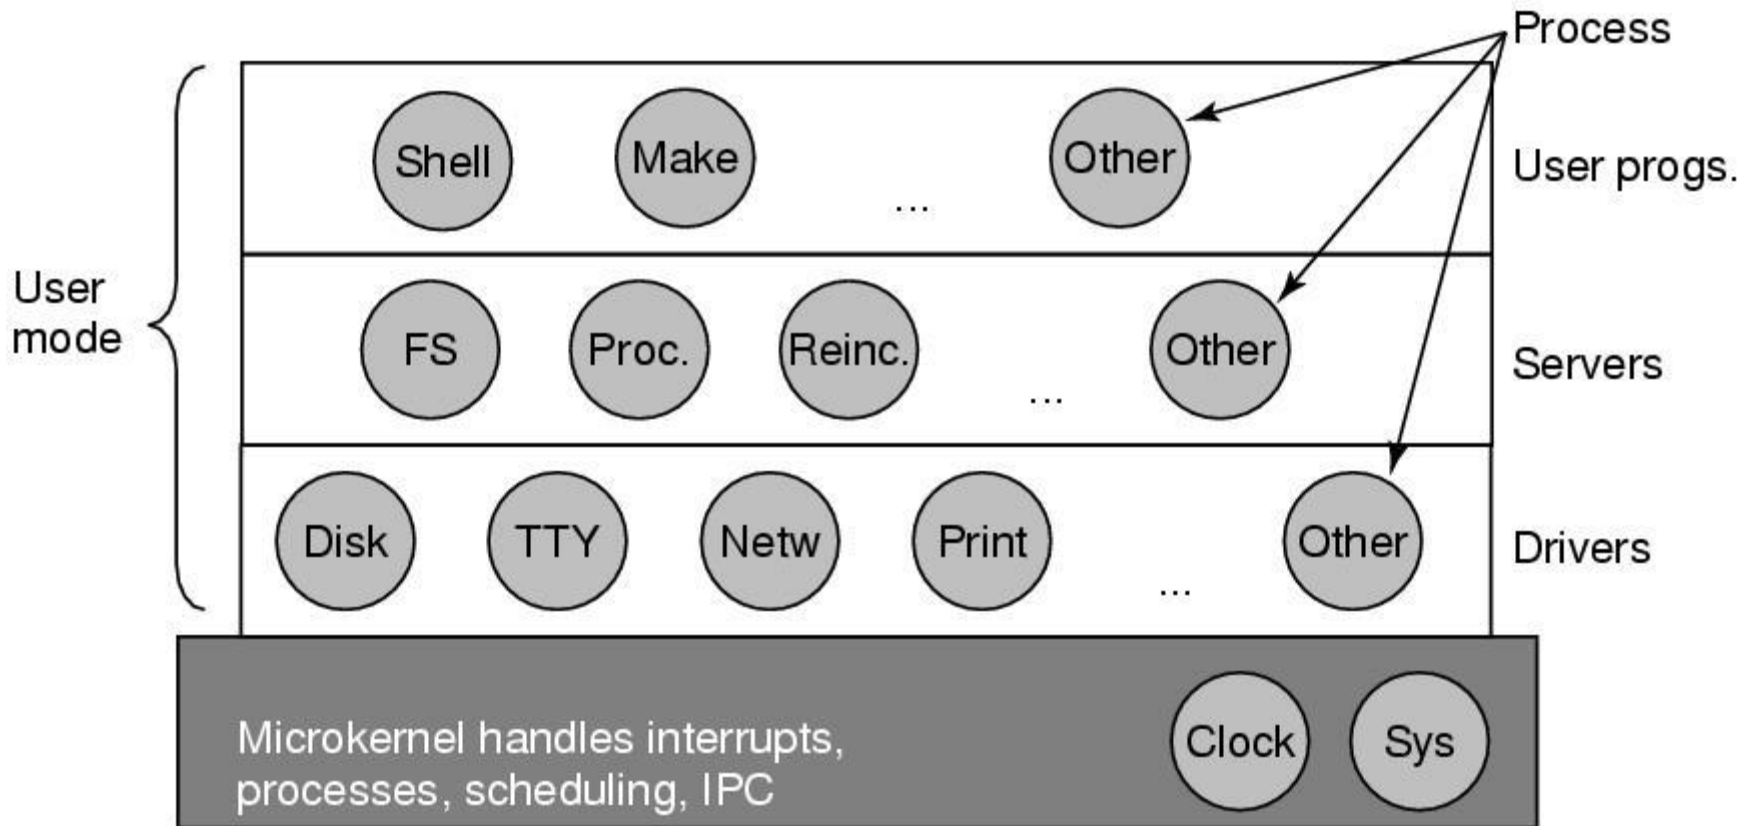 Process
Shell
Make
...
Other
User progs.
User
mode
FS
Proc.
Reinc.
...
Other
Servers
Disk
TTY
Netw
Print
...
Other
Drivers
Microkernel handles interrupts,
processes, scheduling, IPC
Clock
Sys